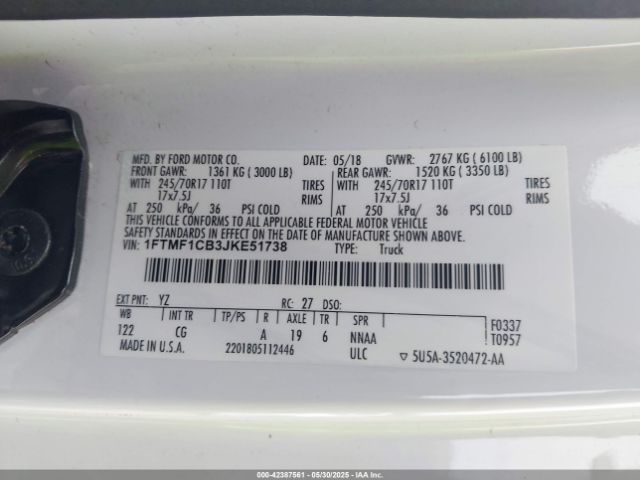 MFD. BY FORD MOTOR CO. DATE: 05/18 GVWR: 2767 KG ( 6100 LB)
FRONT GAWR: 1361 KG ( 3000 LB) REAR GAWR: 1520 KG ( 3350 LB)
WITH 245/70R17 110T TIRES WITH 245/70R17 110T TIRES
17x7.5J RIMS 17x7.5J RIMS
AT 250 kPa/ 36 PSI COLD AT 250 kPa/ 36 PSI COLD
THIS VEHICLE CONFORMS TO ALL APPLICABLE FEDERAL MOTOR VEHICLE
SAFETY STANDARDS IN EFFECT ON THE DATE OF MANUFACTURE SHOWN ABOVE.
VIN: 1FTMF1CB3JKE51738 TYPE: Truck
EXT PNT: YZ RC: 27 DSO:
WB INT TR TP/PS R AXLE TR SPR F0337
122 CG A 19 6 NNAA T0957
MADE IN U.S.A. 2201805112446 ULC 5U5A-3520472-AA
000-42387561 - 05/30/2025 - IAA, Inc.